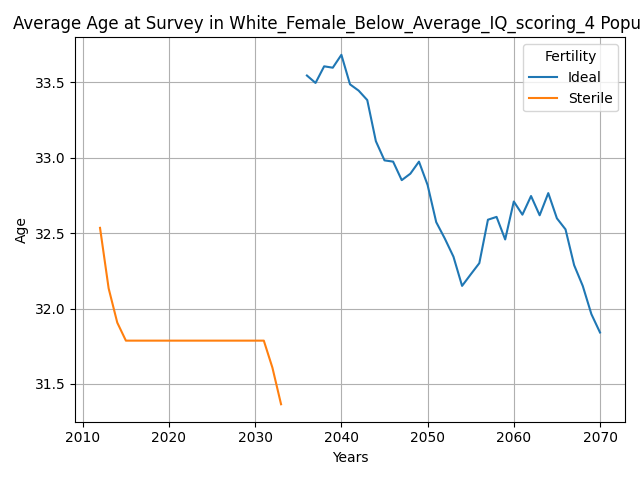 Average Age at Survey in White_Female_Below_Average_IQ_scoring_4 Popu
Fertility
Ideal
Sterile
33.5
33.0
32.5
32.0
31.5
Age
2010 2020 2030 2040 2050 2060 2070
Years